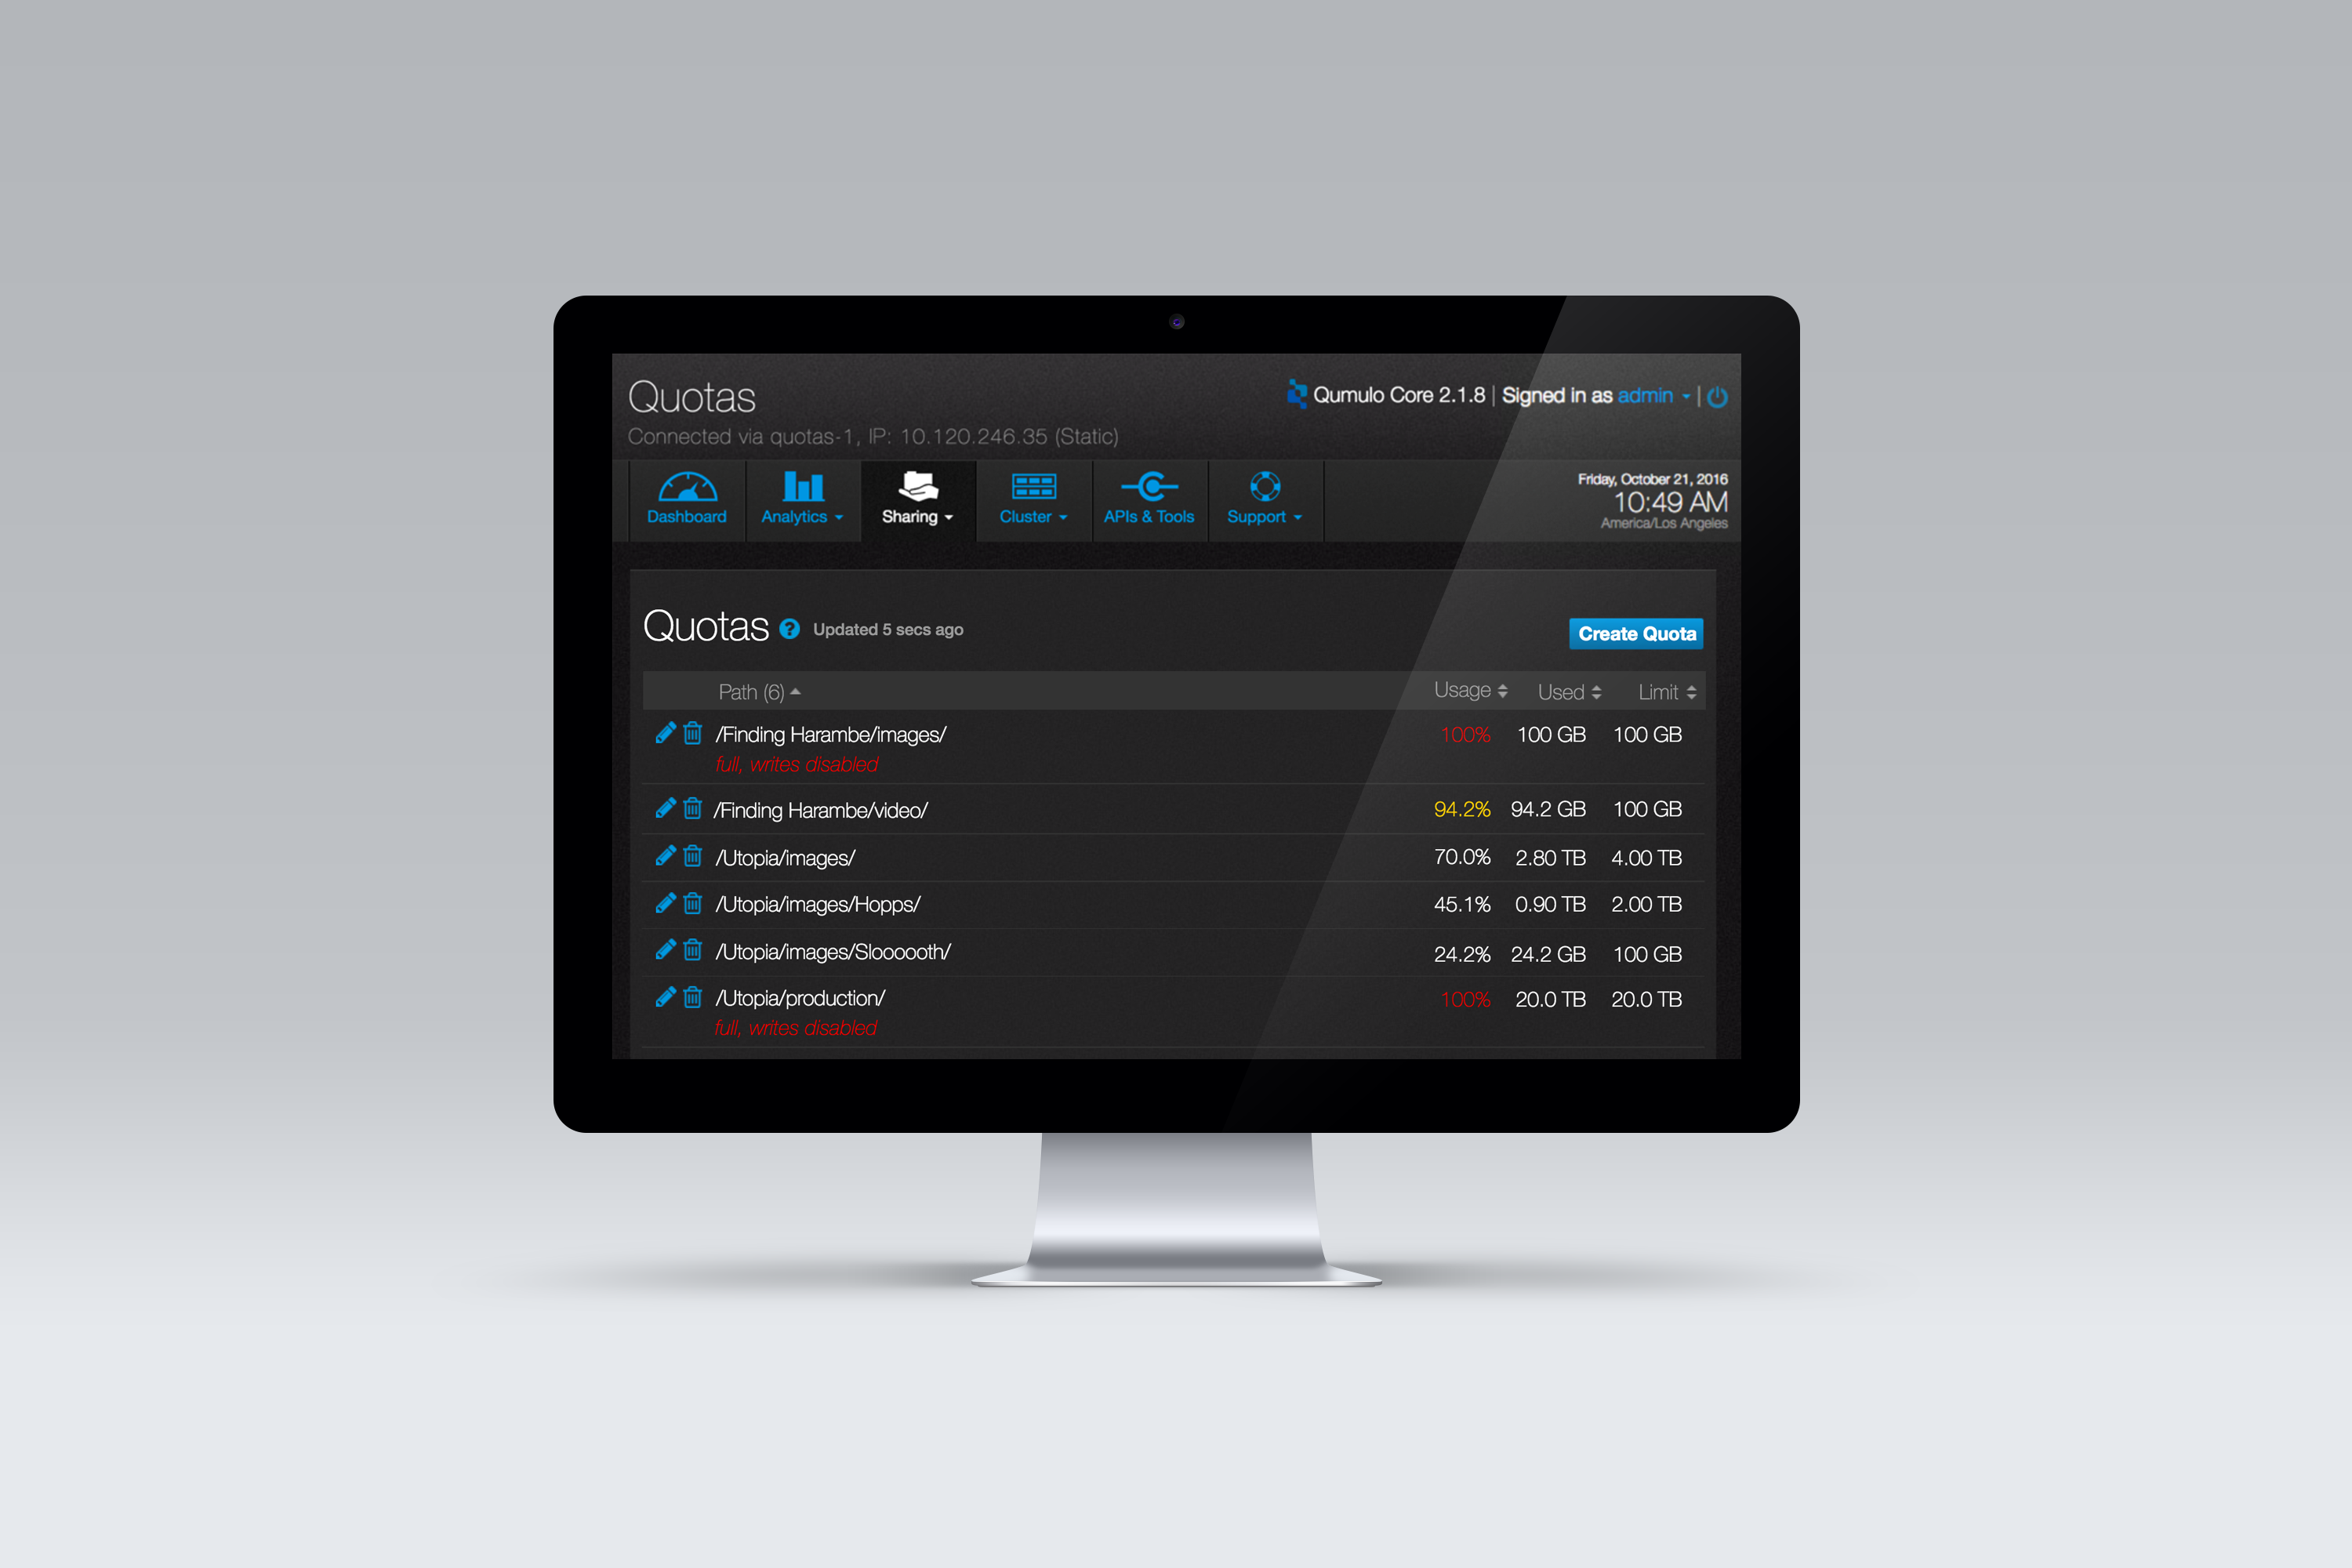 Quotas
Qumulo Core 2.1.8 | Signed in as admin |
Connected via quotas-1, IP: 10.120.246.35 (Static)
Dashboard Analytics Sharing Cluster APIs & Tools Support
Friday, October 21, 2016
10:49 AM
America/Los Angeles
Quotas ? Updated 5 secs ago Create Quota
Path (6) Usage Used Limit
/Finding Harambe/images/ 100% 100 GB 100 GB
full, writes disabled
/Finding Harambe/video/ 94.2% 94.2 GB 100 GB
/Utopia/images/ 70.0% 2.80 TB 4.00 TB
/Utopia/images/Hopps/ 45.1% 0.90 TB 2.00 TB
/Utopia/images/Sloooooth/ 24.2% 24.2 GB 100 GB
/Utopia/production/ 100% 20.0 TB 20.0 TB
full, writes disabled